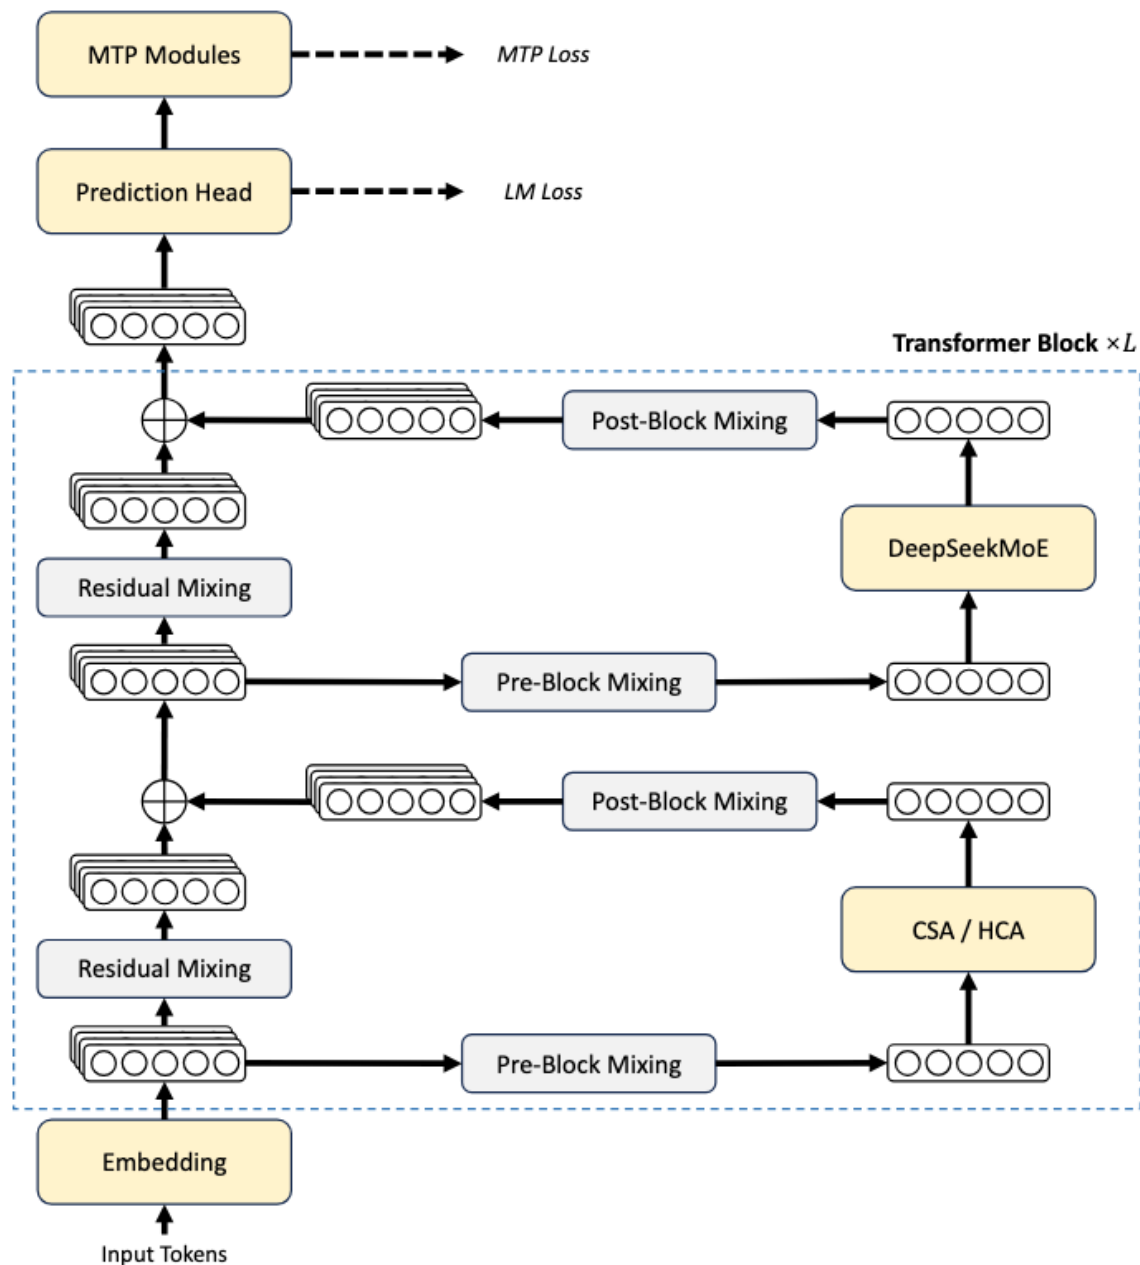 MTP Modules
MTP Loss
Prediction Head
LM Loss
Transformer Block ×L
Post-Block Mixing
DeepSeekMoE
Residual Mixing
Pre-Block Mixing
Post-Block Mixing
CSA / HCA
Residual Mixing
Pre-Block Mixing
Embedding
Input Tokens